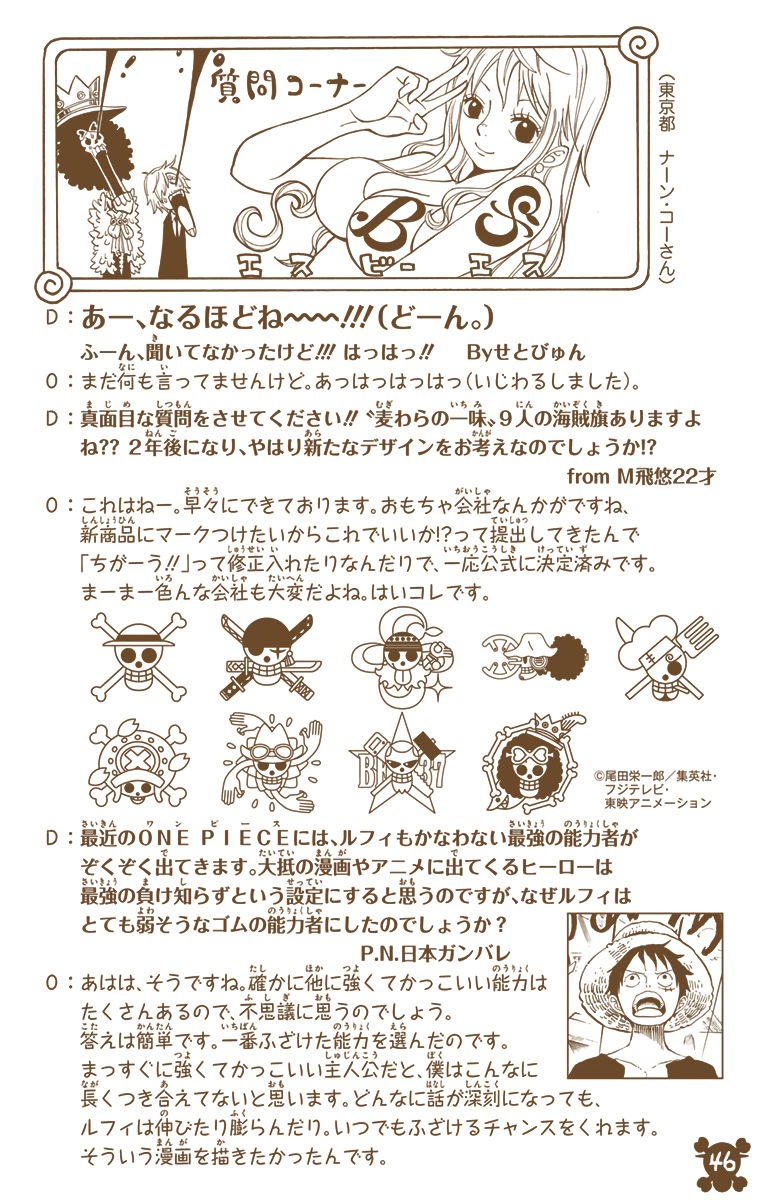 質問コーナー
S B S
エスビーエス
（東京都　ナーン・コーさん）
D：あー、なるほどね〜〜〜!!!（どーん。）
ふーん、聞いてなかったけど!!! はっはっ!!　Byせとびゅん
O：まだ何も言ってませんけど。あっはっはっはっ（いじわるしました）。
D：真面目な質問をさせてください!! 〝麦わらの一味〟９人の海賊旗ありますよ
ね?? ２年後になり、やはり新たなデザインをお考えなのでしょうか!?
from M飛悠22才
O：これはねー。早々にできております。おもちゃ会社なんかがですね、
新商品にマークつけたいからこれでいいか!?って提出してきたんで
「ちがーう!!」って修正入れたりなんだりで、一応公式に決定済みです。
まーまー色んな会社も大変だよね。はいコレです。
BN 37
©尾田栄一郎／集英社・
フジテレビ・
東映アニメーション
D：最近のＯＮＥ ＰＩＥＣＥには、ルフィもかなわない最強の能力者が
ぞくぞく出てきます。大抵の漫画やアニメに出てくるヒーローは
最強の負け知らずという設定にすると思うのですが、なぜルフィは
とても弱そうなゴムの能力者にしたのでしょうか？
P.N.日本ガンバレ
O：あはは、そうですね。確かに他に強くてかっこいい能力は
たくさんあるので、不思議に思うのでしょう。
答えは簡単です。一番ふざけた能力を選んだのです。
まっすぐに強くてかっこいい主人公だと、僕はこんなに
長くつき合えてないと思います。どんなに話が深刻になっても、
ルフィは伸びたり膨らんだり。いつでもふざけるチャンスをくれます。
そういう漫画を描きたかったんです。
46